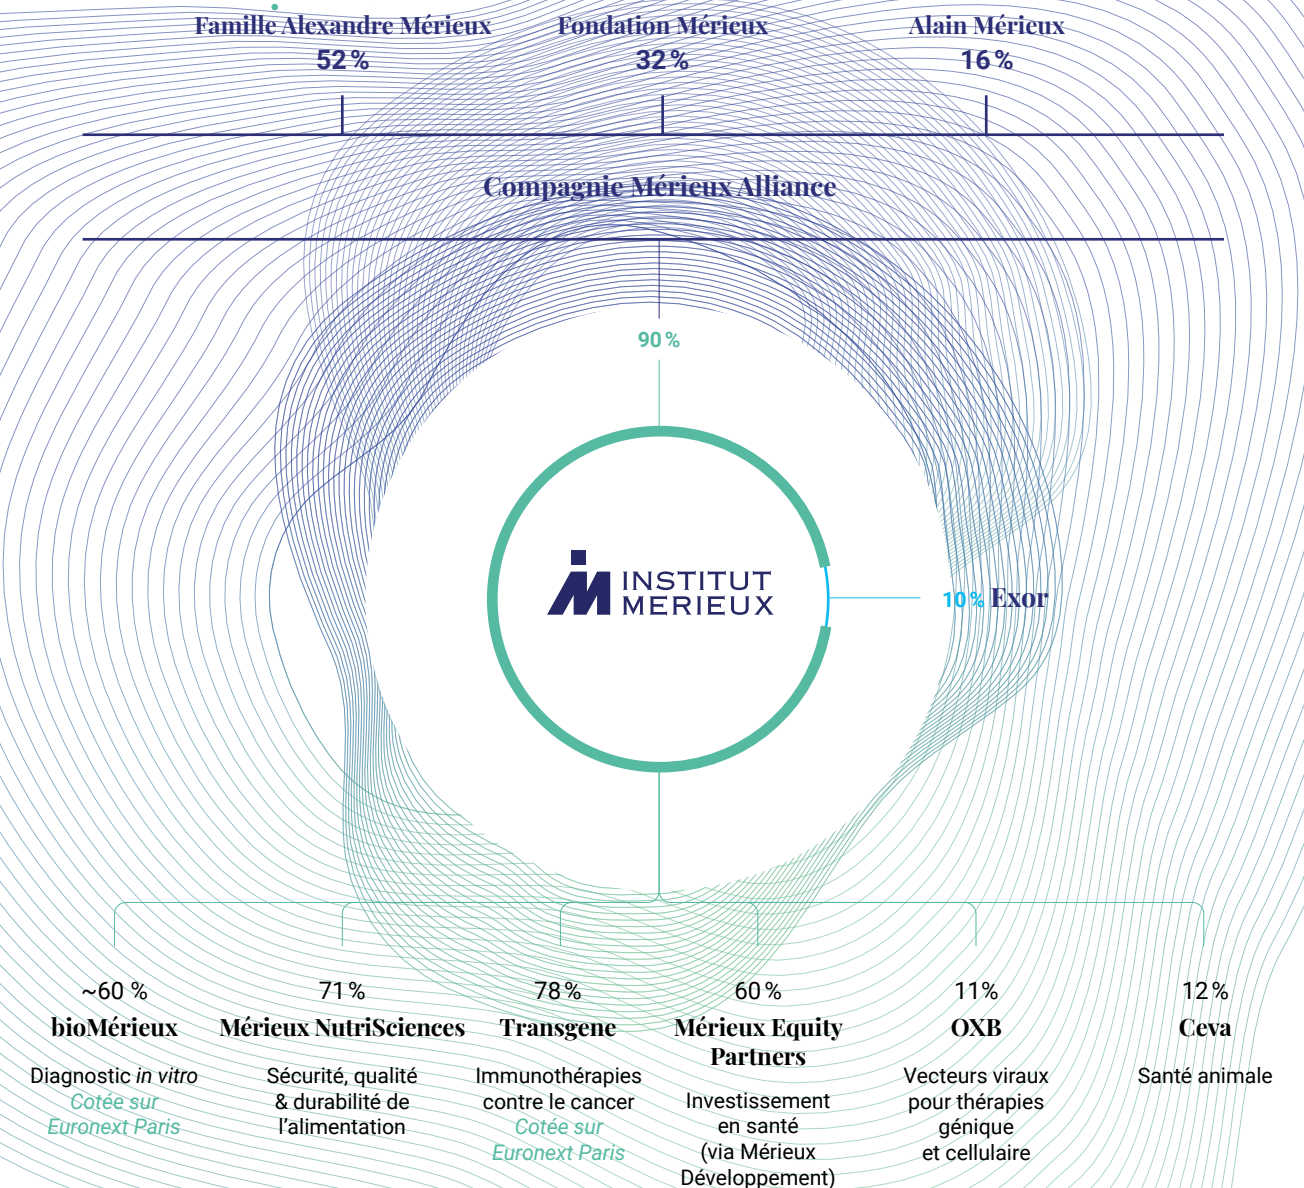 Famille Alexandre Mérieux
52 %
Fondation Mérieux
32 %
Alain Mérieux
16 %
Compagnie Mérieux Alliance
90 %
INSTITUT
MERIEUX
10 % Exor
~60 %
bioMérieux
Diagnostic in vitro
Cotée sur
Euronext Paris
71 %
Mérieux NutriSciences
Sécurité, qualité
& durabilité de
l’alimentation
78 %
Transgene
Immunothérapies
contre le cancer
Cotée sur
Euronext Paris
60 %
Mérieux Equity
Partners
Investissement
en santé
(via Mérieux
Développement)
11%
OXB
Vecteurs viraux
pour thérapies
génique
et cellulaire
12 %
Ceva
Santé animale